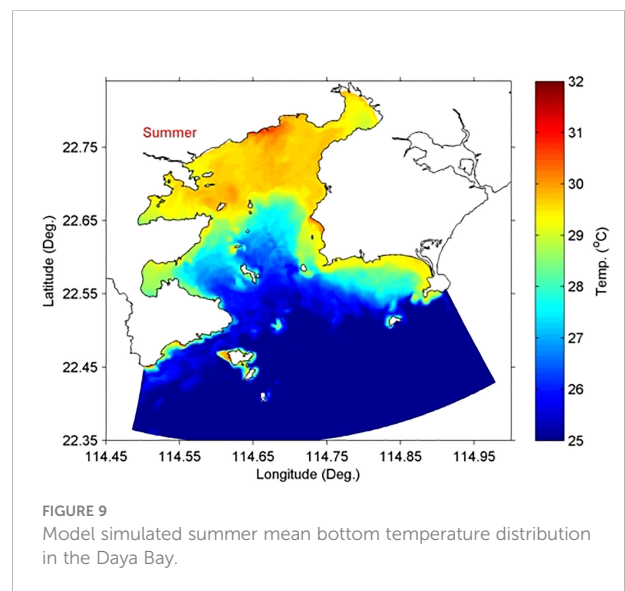 Summer
22.75
22.65
22.55
22.45
22.35
Latitude (Deg.)
114.45 114.55 114.65 114.75 114.85 114.95
Longitude (Deg.)
32
31
30
29
28
27
26
25
Temp. (°C)
FIGURE 9
Model simulated summer mean bottom temperature distribution
in the Daya Bay.